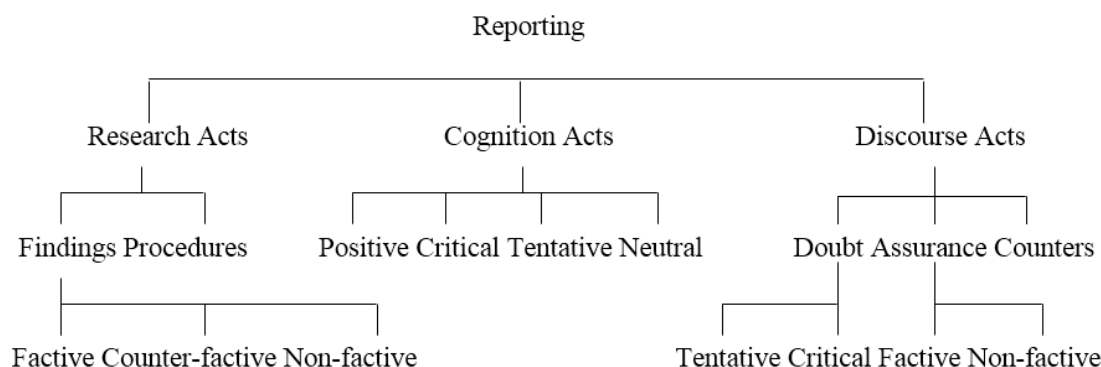 Reporting
Research Acts Cognition Acts Discourse Acts
Findings Procedures Positive Critical Tentative Neutral Doubt Assurance Counters
Factive Counter-factive Non-factive Tentative Critical Factive Non-factive